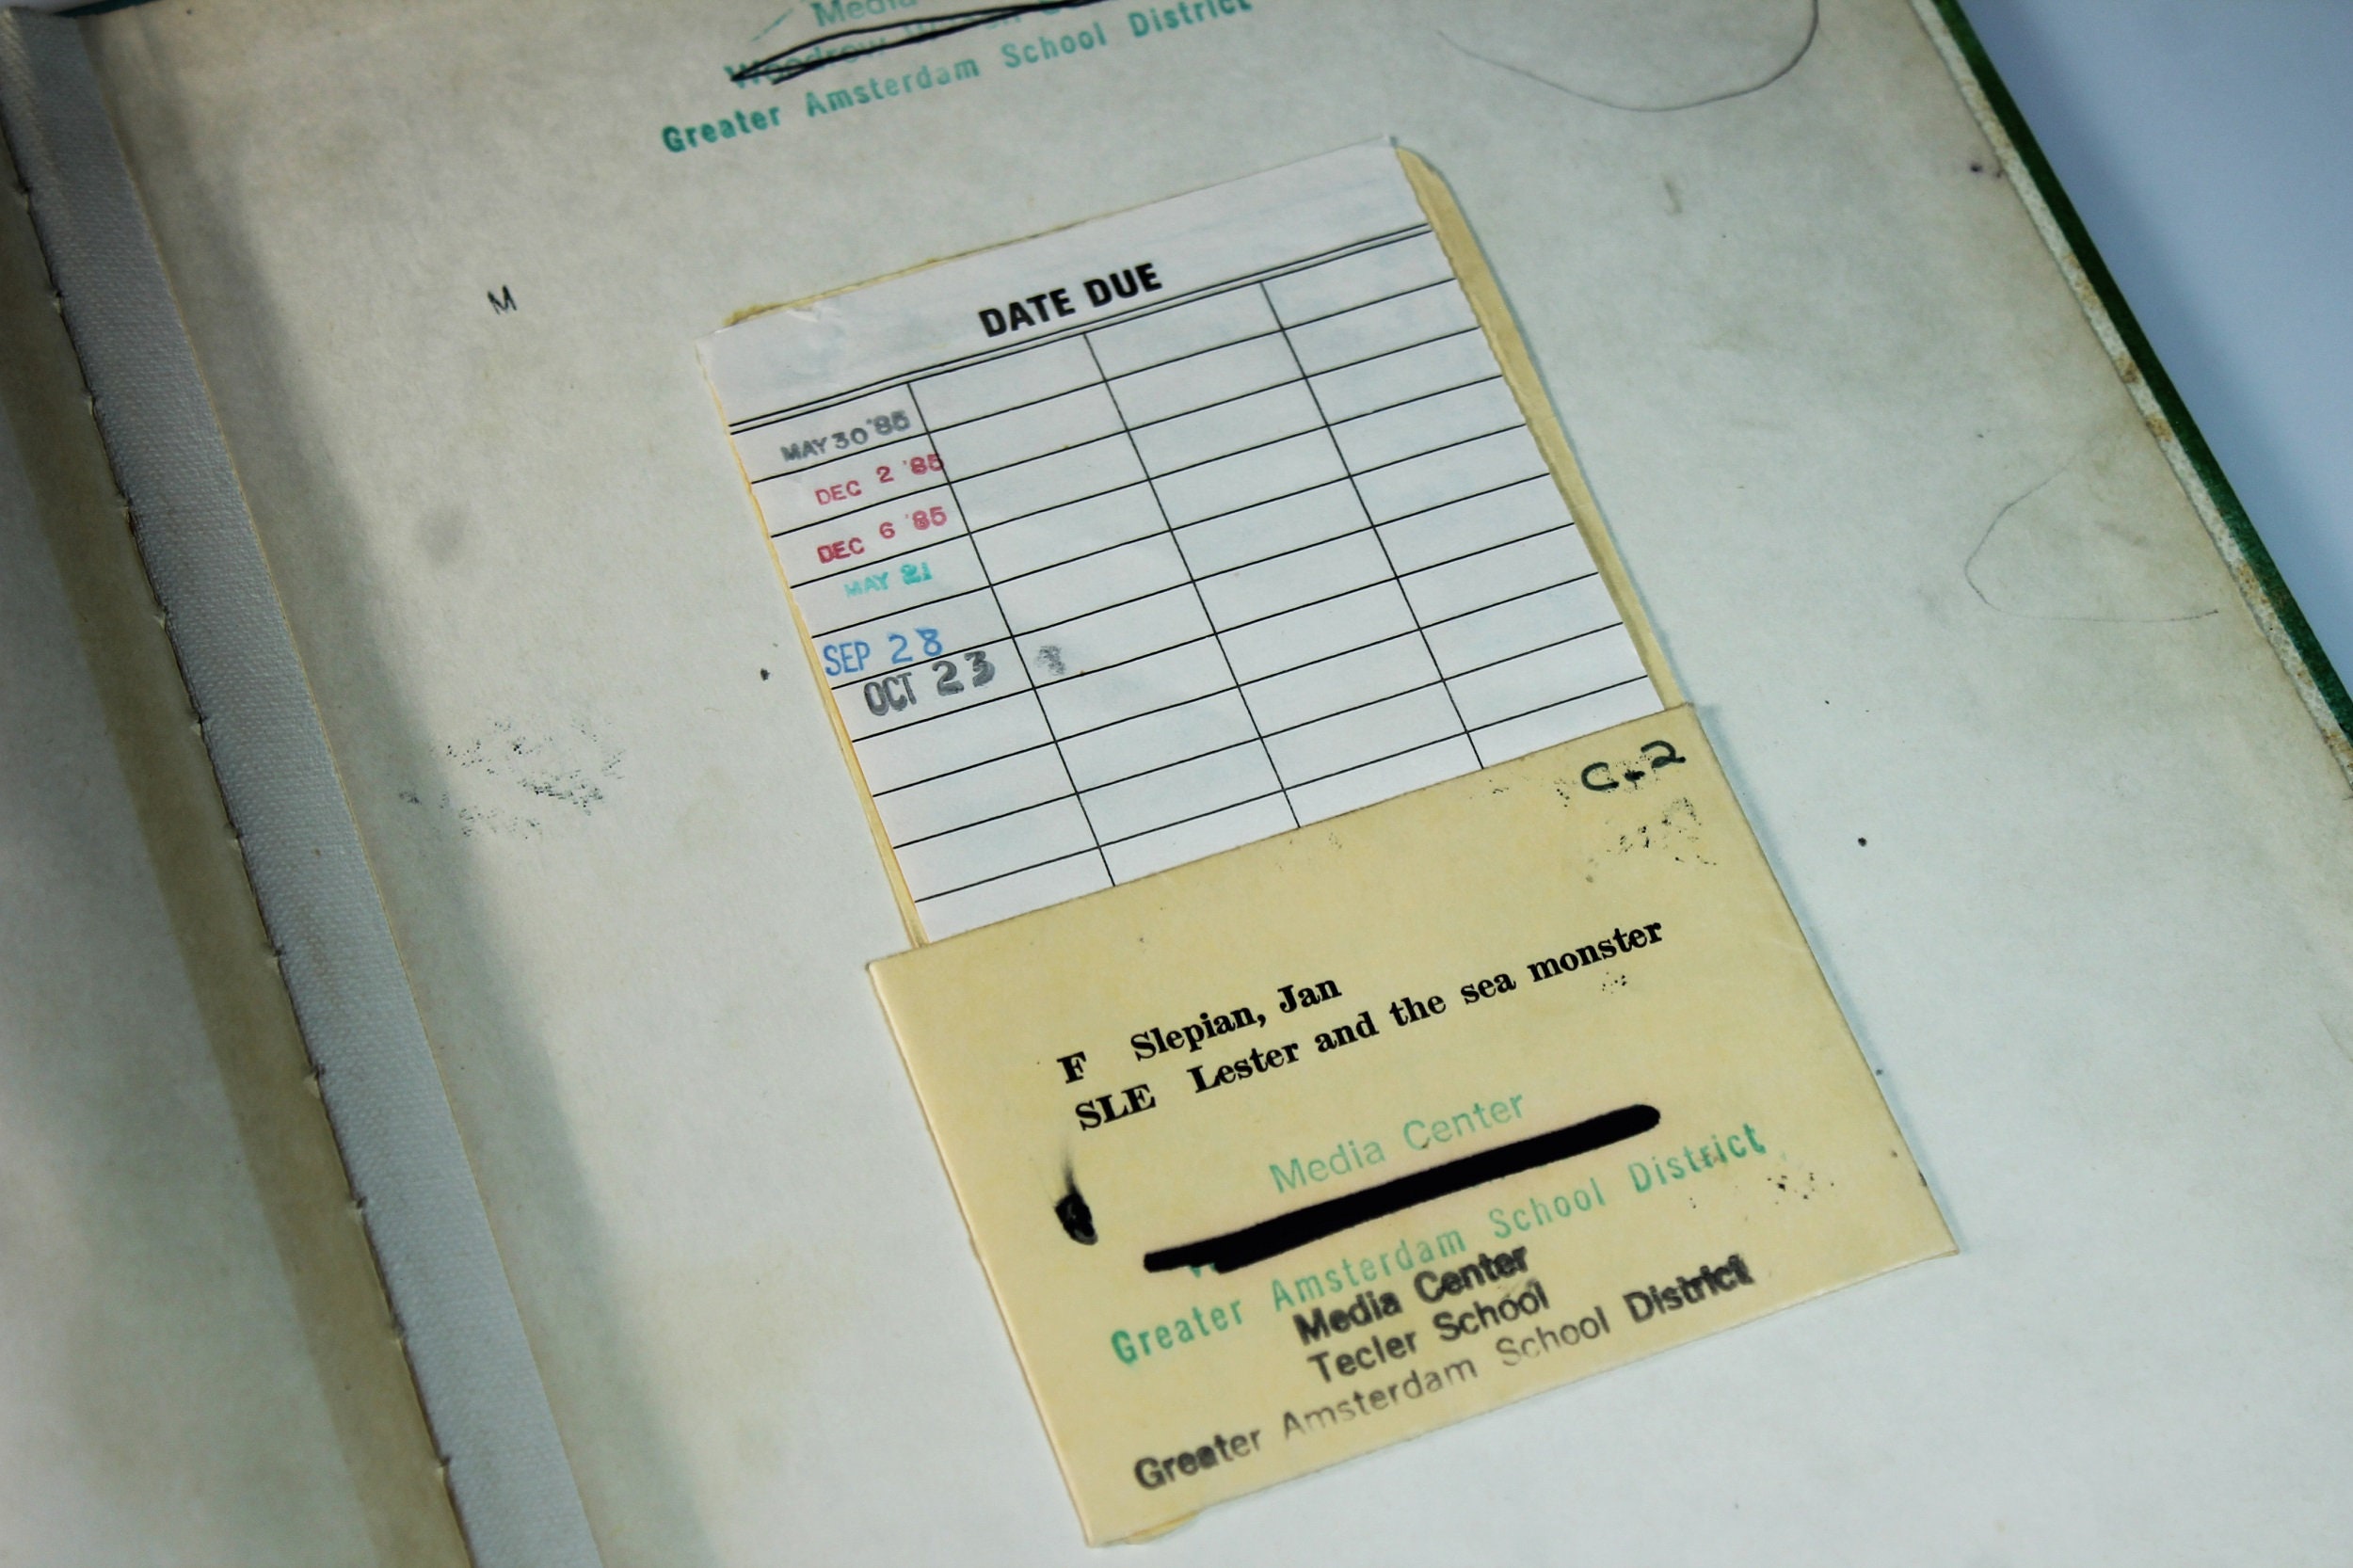 Media
Woodrow
Greater Amsterdam School District
M
DATE DUE
MAY 30 '85
DEC 2 '85
DEC 6 '85
MAY 21
SEP 28
OCT 23
C.2
F Slepian, Jan
SLE Lester and the sea monster
Media Center
Greater Amsterdam School District
Media Center
Tecler School
Greater Amsterdam School District